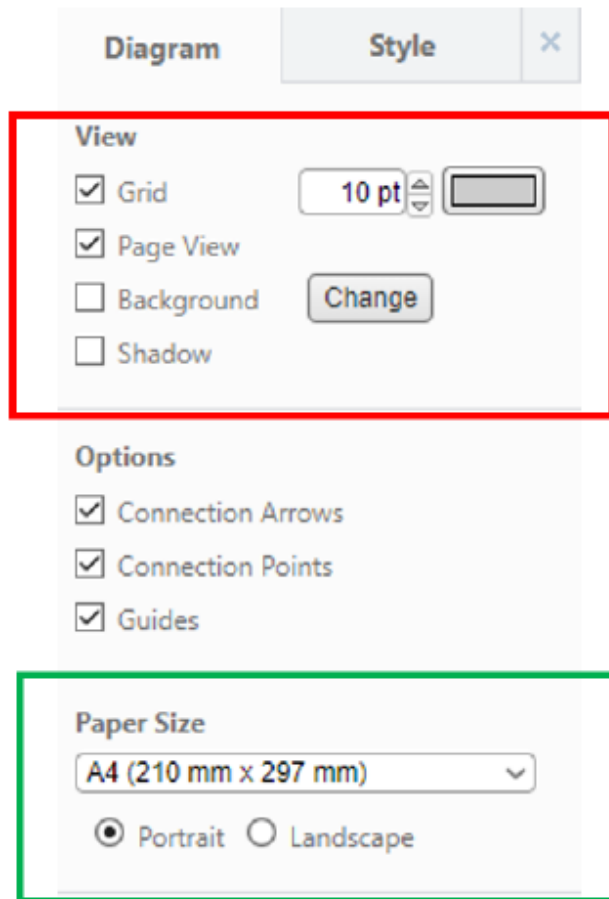 Diagram Style ×
View
Grid 10 pt
Page View
Background Change
Shadow
Options
Connection Arrows
Connection Points
Guides
Paper Size
A4 (210 mm x 297 mm)
Portrait Landscape